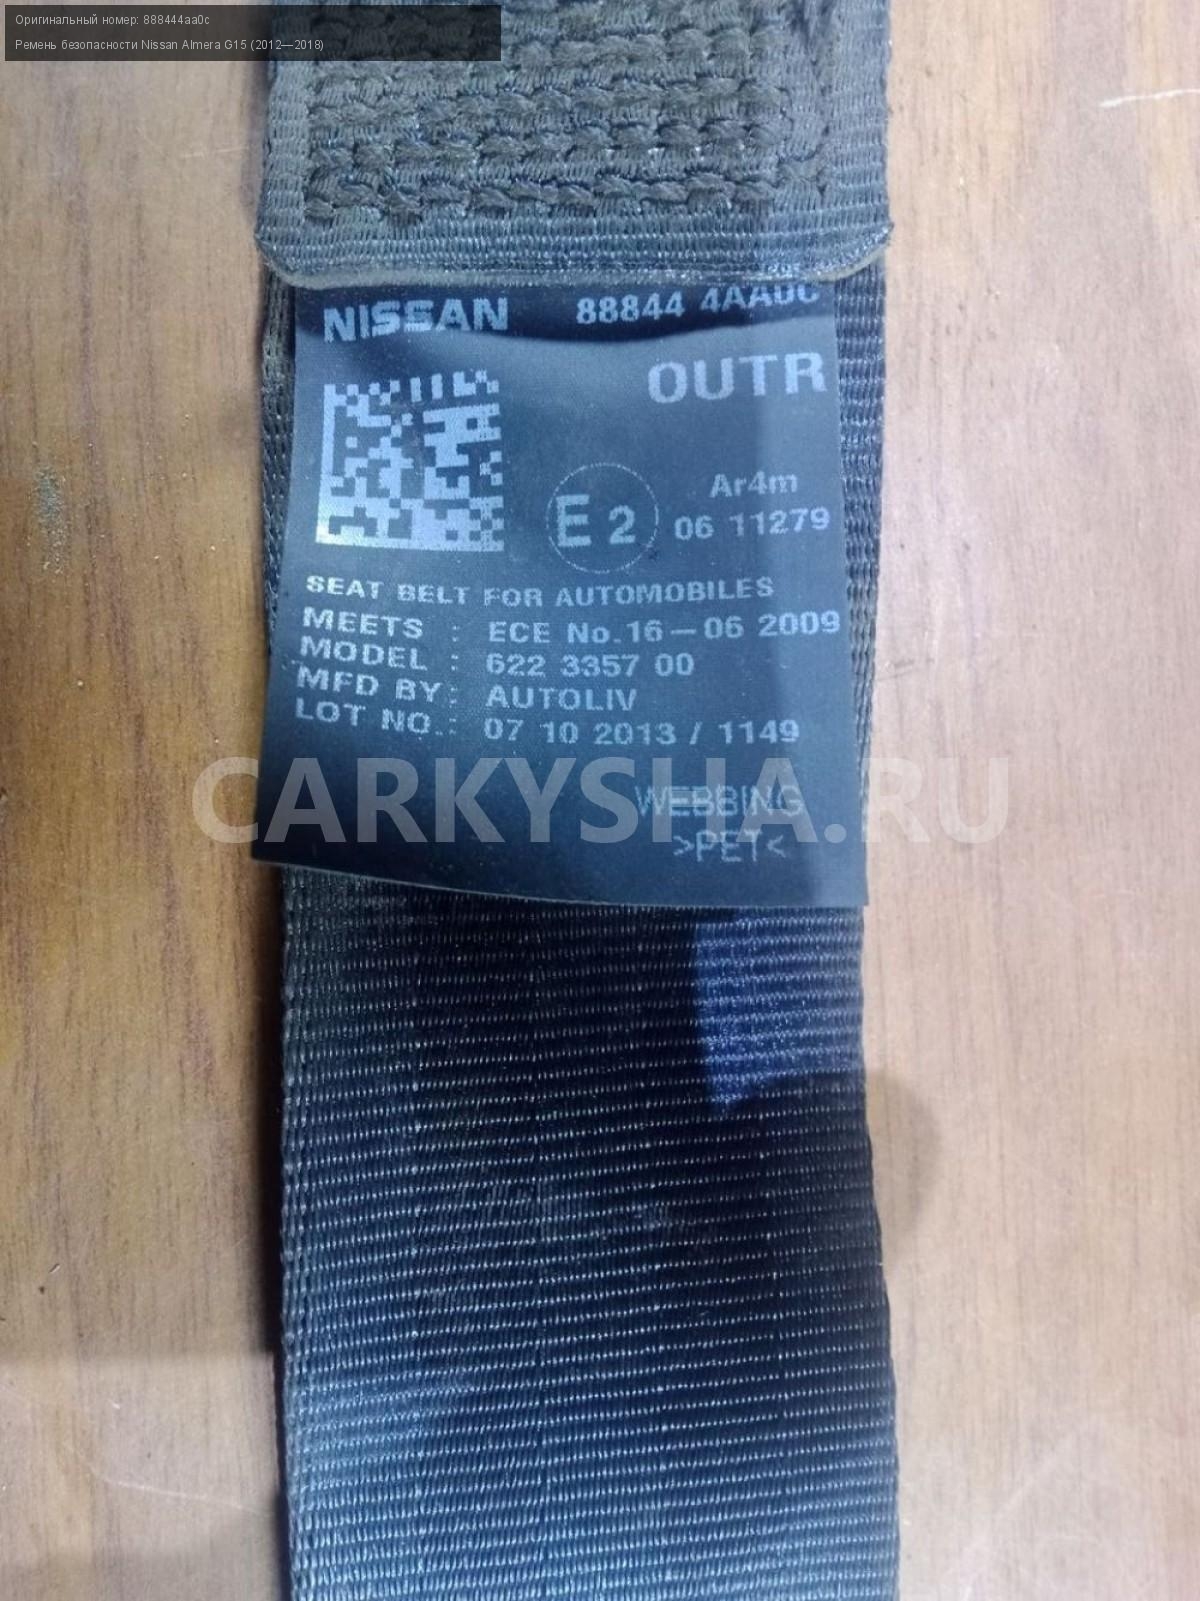 Оригинальный номер: 888444aa0c
Ремень безопасности Nissan Almera G15 (2012—2018)
NISSAN 88844 4AA0C
OUTR
E2 Ar4m
06 11279
SEAT BELT FOR AUTOMOBILES
MEETS : ECE No.16-06 2009
MODEL : 622 3357 00
MFD BY: AUTOLIV
LOT NO.: 07 10 2013 / 1149
CARKYSHA.RU
WEBBING
>PET<